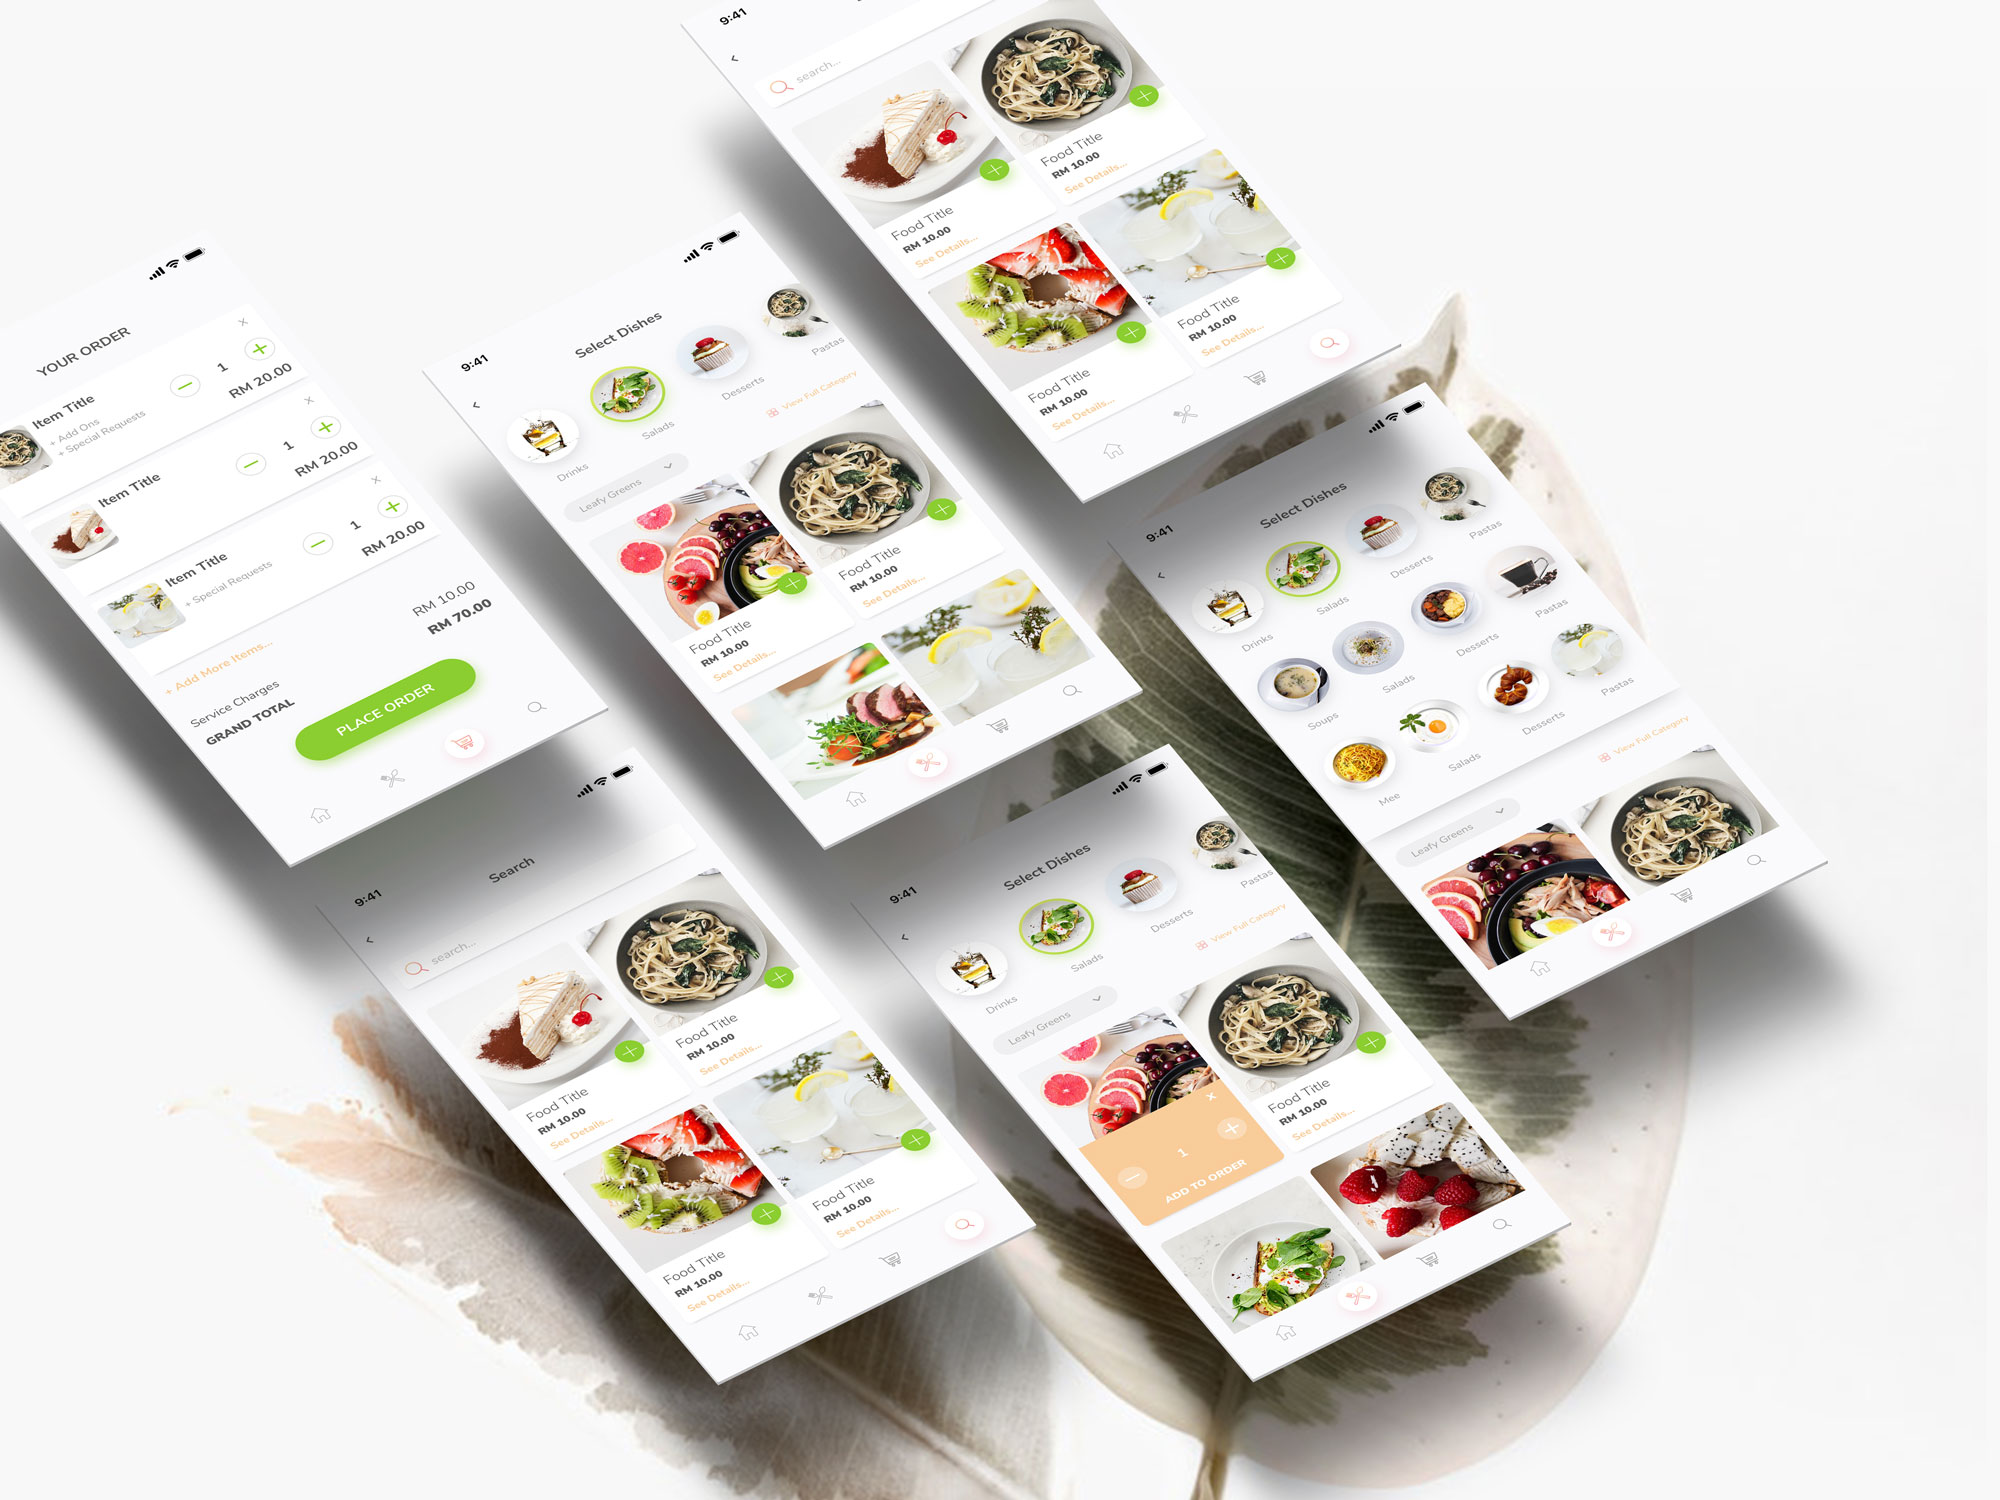 9:41
search...
Food Title
RM 10.00
See Details...
Food Title
RM 10.00
See Details...
Food Title
RM 10.00
See Details...
Food Title
RM 10.00
See Details...
YOUR ORDER
Item Title
+ Add Ons
+ Special Requests
1
RM 20.00
Item Title
1
RM 20.00
Item Title
+ Special Requests
1
RM 20.00
+ Add More Items...
Service Charges
RM 10.00
GRAND TOTAL
RM 70.00
PLACE ORDER
9:41
Select Dishes
Drinks
Salads
Desserts
Pastas
View Full Category
Leafy Greens
Food Title
RM 10.00
See Details...
Food Title
RM 10.00
See Details...
9:41
Select Dishes
Drinks
Salads
Desserts
Pastas
Soups
Salads
Desserts
Pastas
Mee
Salads
Desserts
Pastas
View Full Category
Leafy Greens
9:41
Search
search...
Food Title
RM 10.00
See Details...
Food Title
RM 10.00
See Details...
Food Title
RM 10.00
See Details...
Food Title
RM 10.00
See Details...
9:41
Select Dishes
Drinks
Salads
Desserts
Pastas
View Full Category
Leafy Greens
1
ADD TO ORDER
Food Title
RM 10.00
See Details...